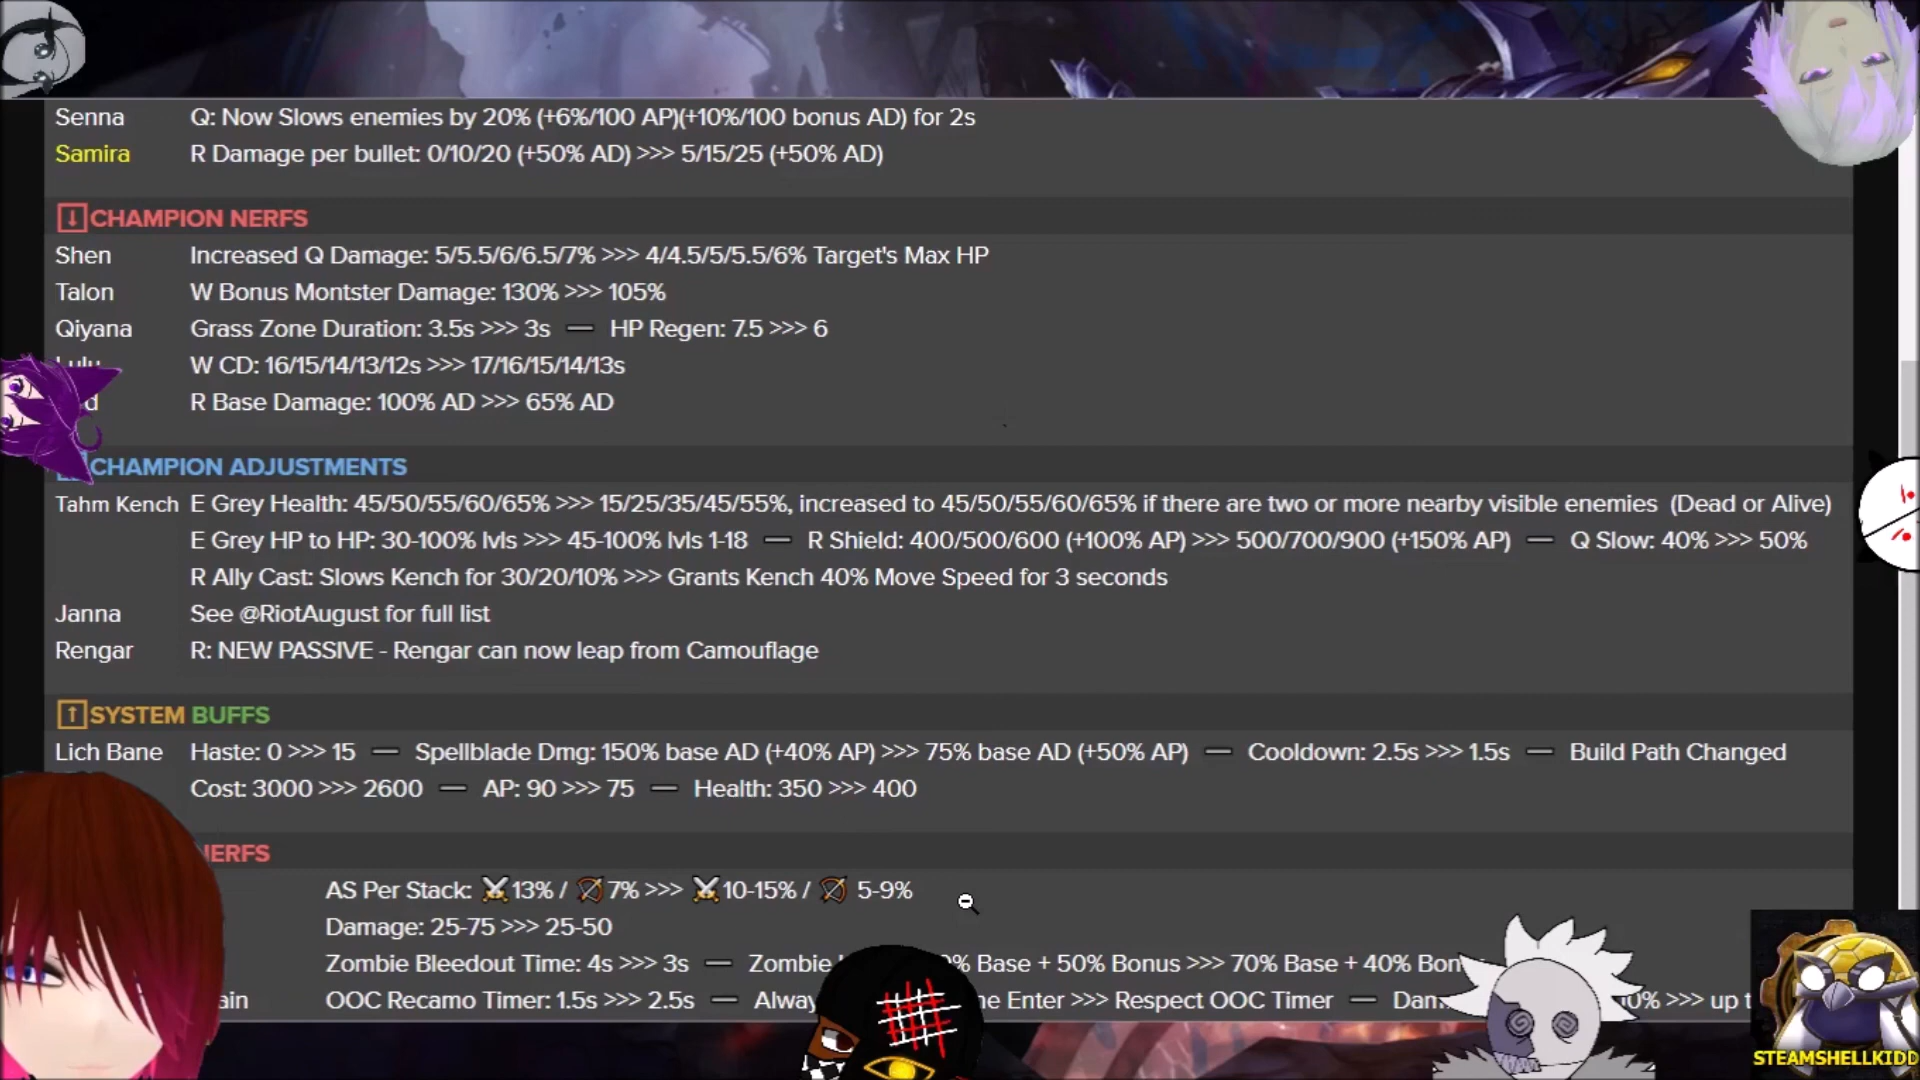 Senna Q: Now Slows enemies by 20% (+6%/100 AP)(+10%/100 bonus AD) for 2s
Samira R Damage per bullet: 0/10/20 (+50% AD) >>> 5/15/25 (+50% AD)
↓ CHAMPION NERFS
Shen Increased Q Damage: 5/5.5/6/6.5/7% >>> 4/4.5/5/5.5/6% Target's Max HP
Talon W Bonus Montster Damage: 130% >>> 105%
Qiyana Grass Zone Duration: 3.5s >>> 3s — HP Regen: 7.5 >>> 6
Lulu W CD: 16/15/14/13/12s >>> 17/16/15/14/13s
R Base Damage: 100% AD >>> 65% AD
CHAMPION ADJUSTMENTS
Tahm Kench E Grey Health: 45/50/55/60/65% >>> 15/25/35/45/55%, increased to 45/50/55/60/65% if there are two or more nearby visible enemies (Dead or Alive)
E Grey HP to HP: 30-100% lvls >>> 45-100% lvls 1-18 — R Shield: 400/500/600 (+100% AP) >>> 500/700/900 (+150% AP) — Q Slow: 40% >>> 50%
R Ally Cast: Slows Kench for 30/20/10% >>> Grants Kench 40% Move Speed for 3 seconds
Janna See @RiotAugust for full list
Rengar R: NEW PASSIVE - Rengar can now leap from Camouflage
↑ SYSTEM BUFFS
Lich Bane Haste: 0 >>> 15 — Spellblade Dmg: 150% base AD (+40% AP) >>> 75% base AD (+50% AP) — Cooldown: 2.5s >>> 1.5s — Build Path Changed
Cost: 3000 >>> 2600 — AP: 90 >>> 75 — Health: 350 >>> 400
NERFS
AS Per Stack: ⚔13% / 🏹7% >>> ⚔10-15% / 🏹 5-9%
Damage: 25-75 >>> 25-50
Zombie Bleedout Time: 4s >>> 3s — Zombie Base + 50% Bonus >>> 70% Base + 40%
OOC Recamo Timer: 1.5s >>> 2.5s — Enter >>> Respect OOC Timer — >>> up
STEAMSHELLKIDD